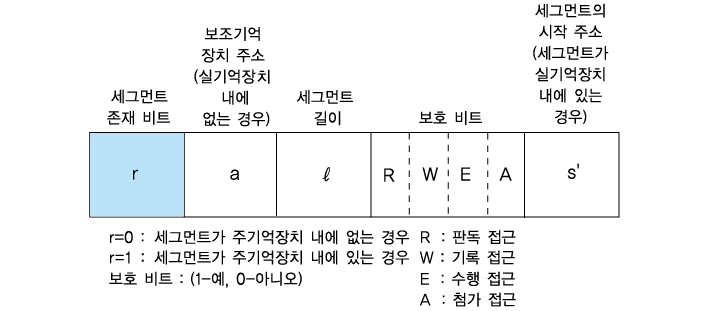 세그먼트
존재 비트
보조기억
장치 주소
(실기억장치
내에
없는 경우)
세그먼트
길이
보호 비트
세그먼트의
시작 주소
(세그먼트가
실기억장치
내에 있는
경우)
r
a
ℓ
R
W
E
A
s'
r=0 : 세그먼트가 주기억장치 내에 없는 경우
r=1 : 세그먼트가 주기억장치 내에 있는 경우
보호 비트 : (1-예, 0-아니오)
R : 판독 접근
W : 기록 접근
E : 수행 접근
A : 첨가 접근